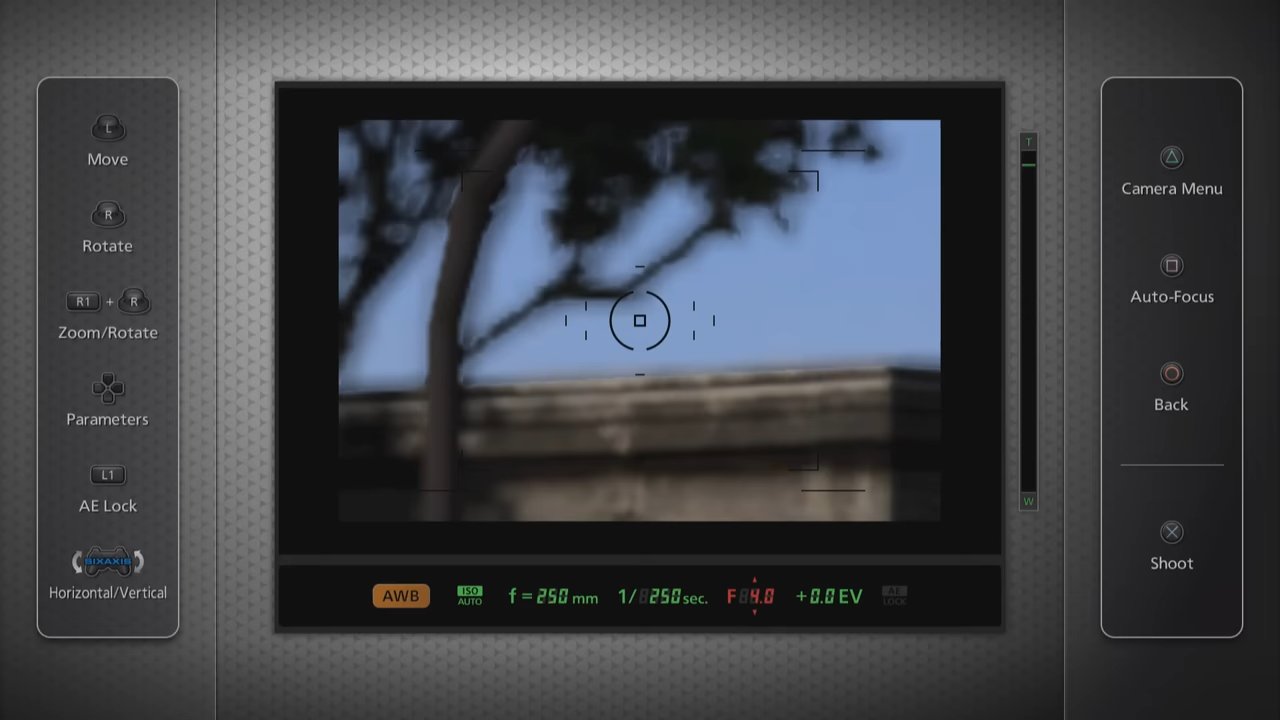 L
Move
R
Rotate
R1 + R
Zoom/Rotate
Parameters
L1
AE Lock
SIXAXIS
Horizontal/Vertical
T
W
AWB
ISO
AUTO
f = 250 mm
1/ 250 sec.
F 4.0
+0.0 EV
AE
LOCK
Camera Menu
Auto-Focus
Back
Shoot